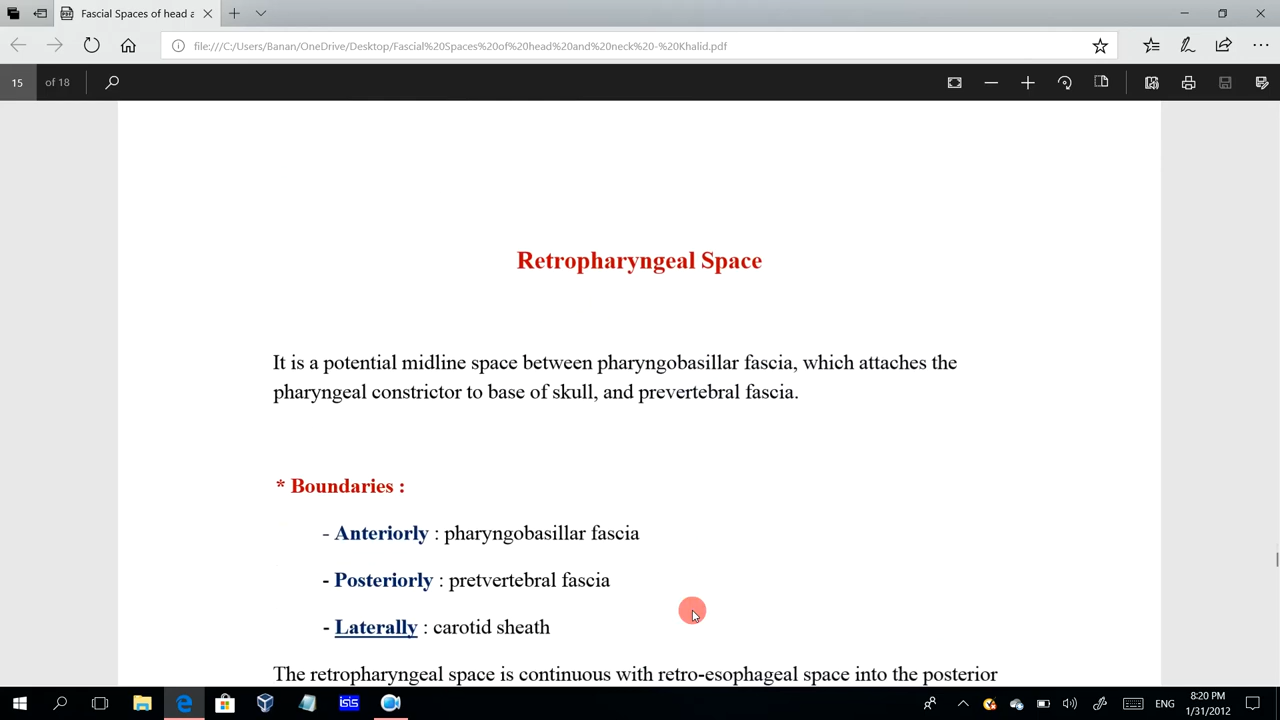 Fascial Spaces of head a
file:///C:/Users/Banan/OneDrive/Desktop/Fascial%20Spaces%20of%20head%20and%20neck%20-%20Khalid.pdf
15 of 18
Retropharyngeal Space
It is a potential midline space between pharyngobasillar fascia, which attaches the
pharyngeal constrictor to base of skull, and prevertebral fascia.
* Boundaries :
- Anteriorly : pharyngobasillar fascia
- Posteriorly : pretvertebral fascia
- Laterally : carotid sheath
The retropharyngeal space is continuous with retro-esophageal space into the posterior
ISIS
ENG
8:20 PM
1/31/2012